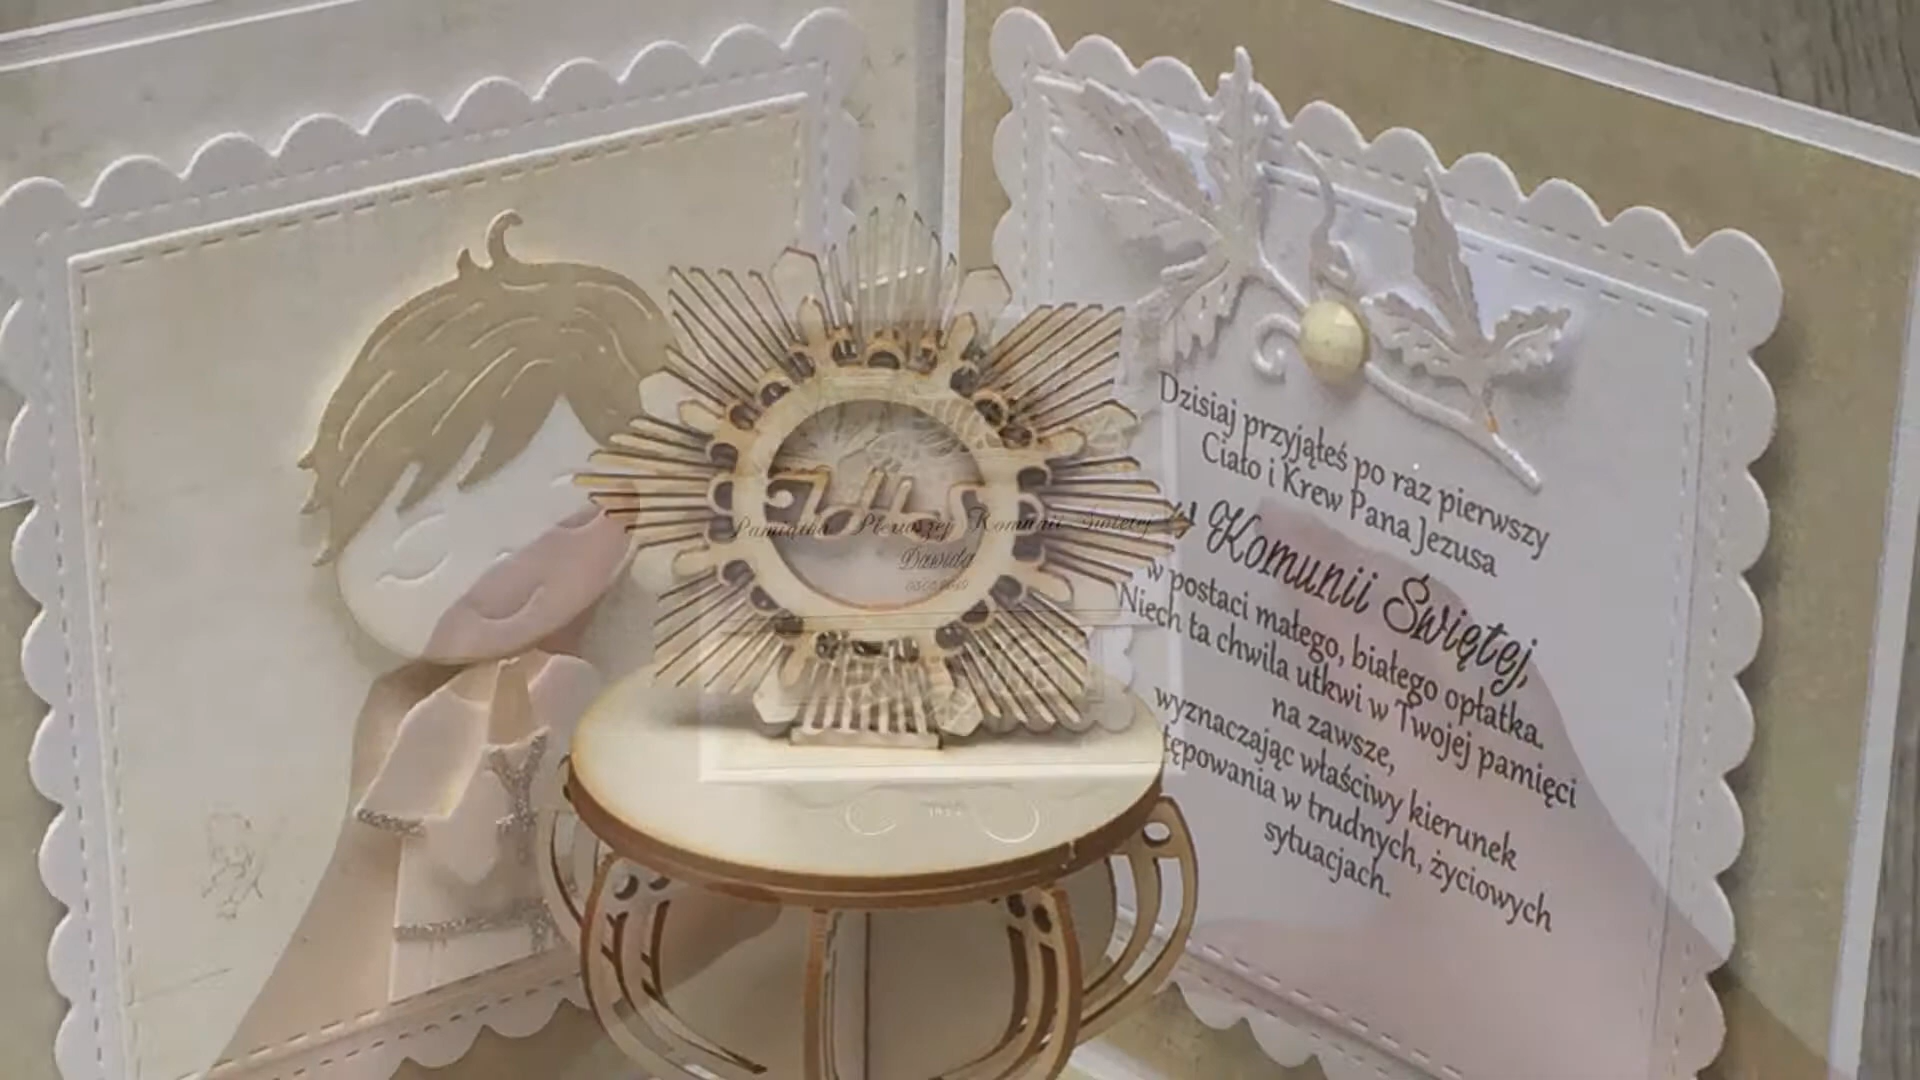 IHS
Pamiątka Pierwszej Komunii Świętej
Dawida
Dzisiaj przyjąłeś po raz pierwszy
Ciało i Krew Pana Jezusa
w Komunii Świętej,
w postaci małego, białego opłatka.
Niech ta chwila utkwi w Twojej pamięci
na zawsze,
wyznaczając właściwy kierunek
tępowania w trudnych, życiowych
sytuacjach.